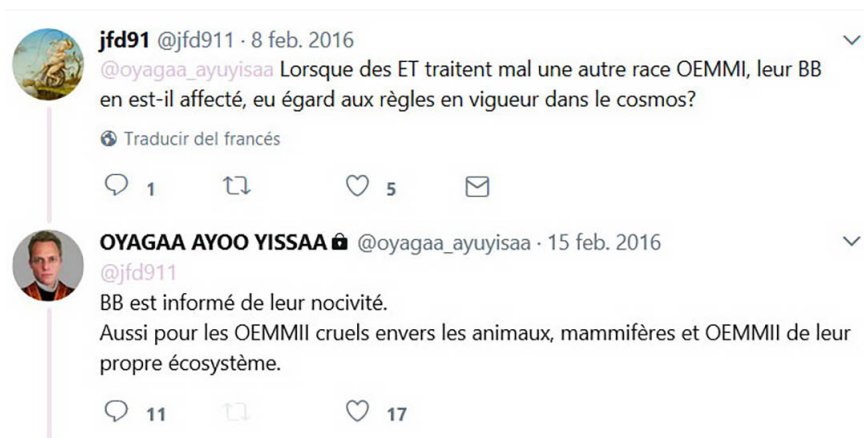 jfd91 @jfd911 · 8 feb. 2016
@oyagaa_ayuyisaa Lorsque des ET traitent mal une autre race OEMMI, leur BB
en est-il affecté, eu égard aux règles en vigueur dans le cosmos?
Traducir del francés
1 5
OYAGAA AYOO YISSAA @oyagaa_ayuyisaa · 15 feb. 2016
@jfd911
BB est informé de leur nocivité.
Aussi pour les OEMMII cruels envers les animaux, mammifères et OEMMII de leur
propre écosystème.
11 17